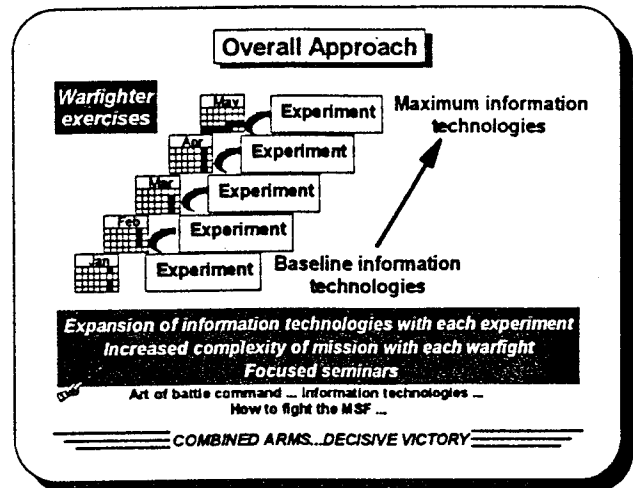 Overall Approach
Warfighter
exercises
May
Experiment
Maximum information
technologies
Apr
Experiment
Mar
Experiment
Feb
Experiment
Jan
Experiment
Baseline information
technologies
Expansion of information technologies with each experiment
Increased complexity of mission with each warfight
Focused seminars
Art of battle command ... Information technologies ...
How to fight the MSF ...
COMBINED ARMS...DECISIVE VICTORY